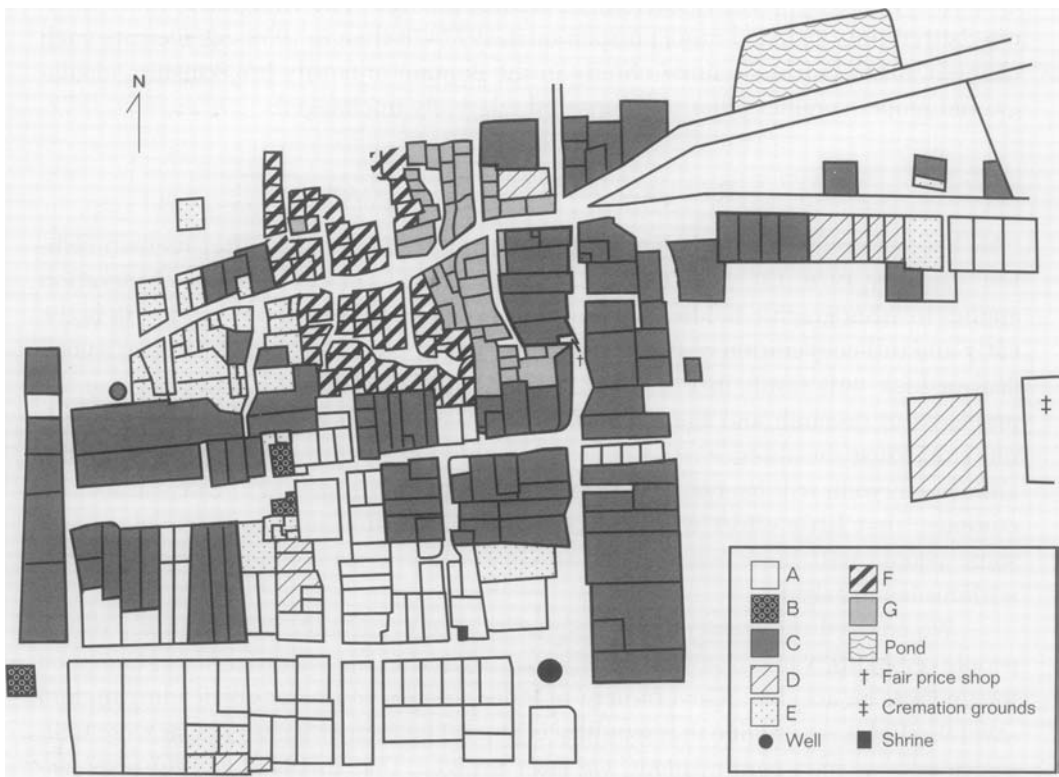 N
A
B
C
D
E
Well
F
G
Pond
† Fair price shop
‡ Cremation grounds
Shrine